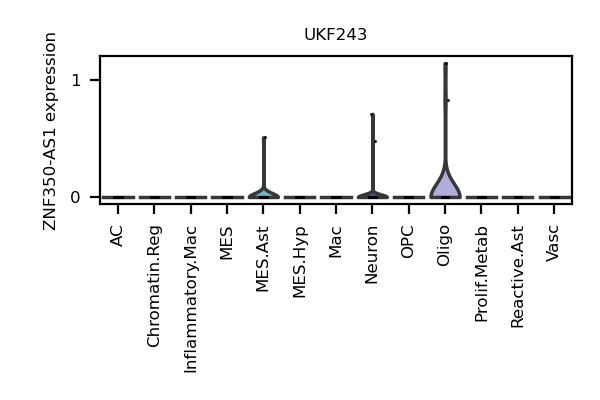 UKF243
ZNF350-AS1 expression
1
0
AC
Chromatin.Reg
Inflammatory.Mac
MES
MES.Ast
MES.Hyp
Mac
Neuron
OPC
Oligo
Prolif.Metab
Reactive.Ast
Vasc